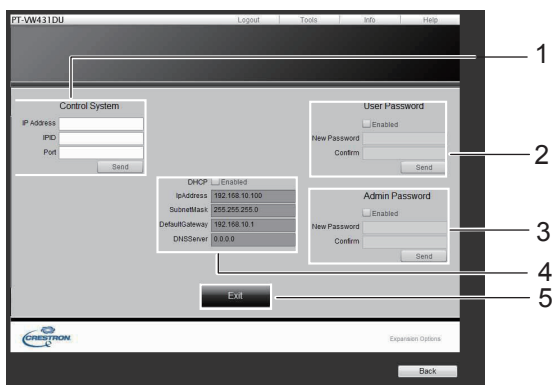 PT-VW431DU Logout Tools Info Help
1
Control System
IP Address
IPID
Port
Send
User Password
Enabled
New Password
Confirm
Send
2
DHCP Enabled
IpAddress 192.168.10.100
SubnetMask 255.255.255.0
DefaultGateway 192.168.10.1
DNSServer 0.0.0.0
Admin Password
Enabled
New Password
Confirm
Send
3
4
Exit
5
CRESTRON
Expansion Options
Back